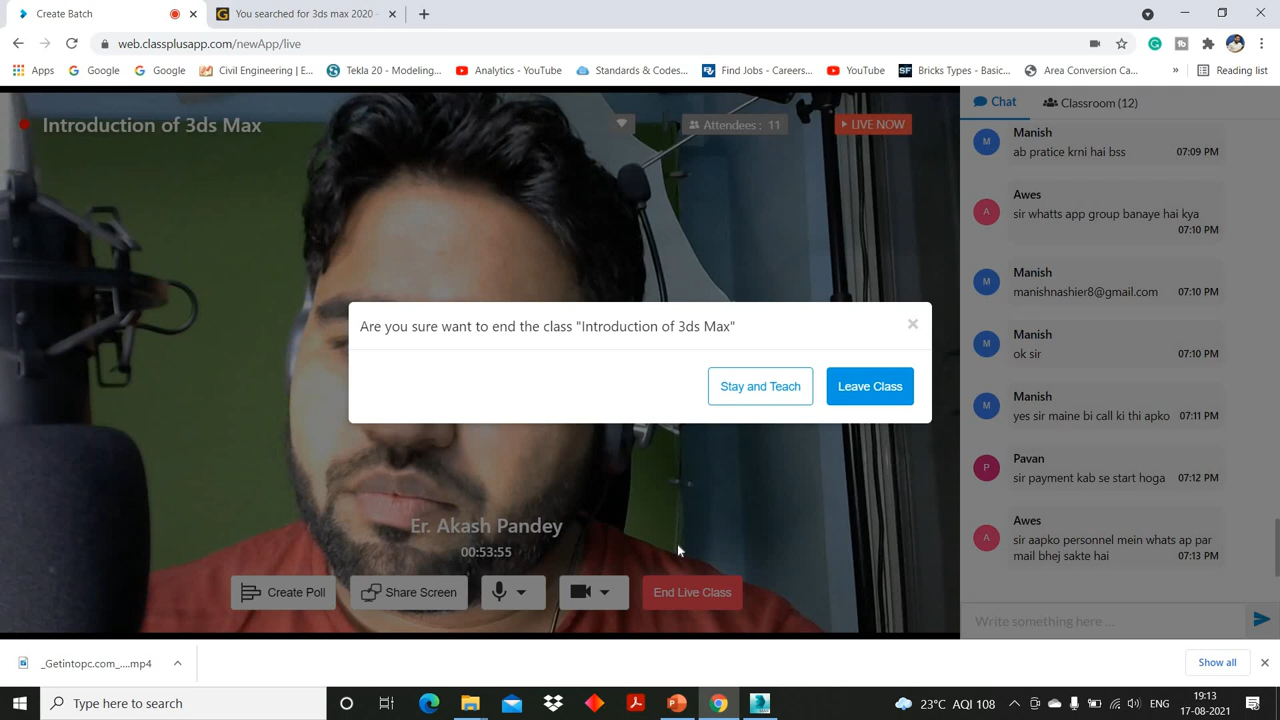 Create Batch
You searched for 3ds max 2020 -
web.classplusapp.com/newApp/live
Apps
Google
Google
Civil Engineering | E...
Tekla 20 - Modeling...
Analytics - YouTube
Standards & Codes...
Find Jobs - Careers...
YouTube
Bricks Types - Basic...
Area Conversion Ca...
»
Reading list
Introduction of 3ds Max
Attendees : 11
LIVE NOW
Are you sure want to end the class "Introduction of 3ds Max"
Stay and Teach
Leave Class
Er. Akash Pandey
00:53:55
Create Poll
Share Screen
End Live Class
Chat
Classroom (12)
M
Manish
ab pratice krni hai bss 07:09 PM
A
Awes
sir whatts app group banaye hai kya
07:10 PM
M
Manish
manishnashier8@gmail.com 07:10 PM
M
Manish
ok sir 07:10 PM
M
Manish
yes sir maine bi call ki thi apko 07:11 PM
P
Pavan
sir payment kab se start hoga 07:12 PM
A
Awes
sir aapko personnel mein whats ap par
mail bhej sakte hai 07:13 PM
Write something here ...
_Getintopc.com_....mp4
Show all
Type here to search
23°C AQI 108
ENG
19:13
17-08-2021